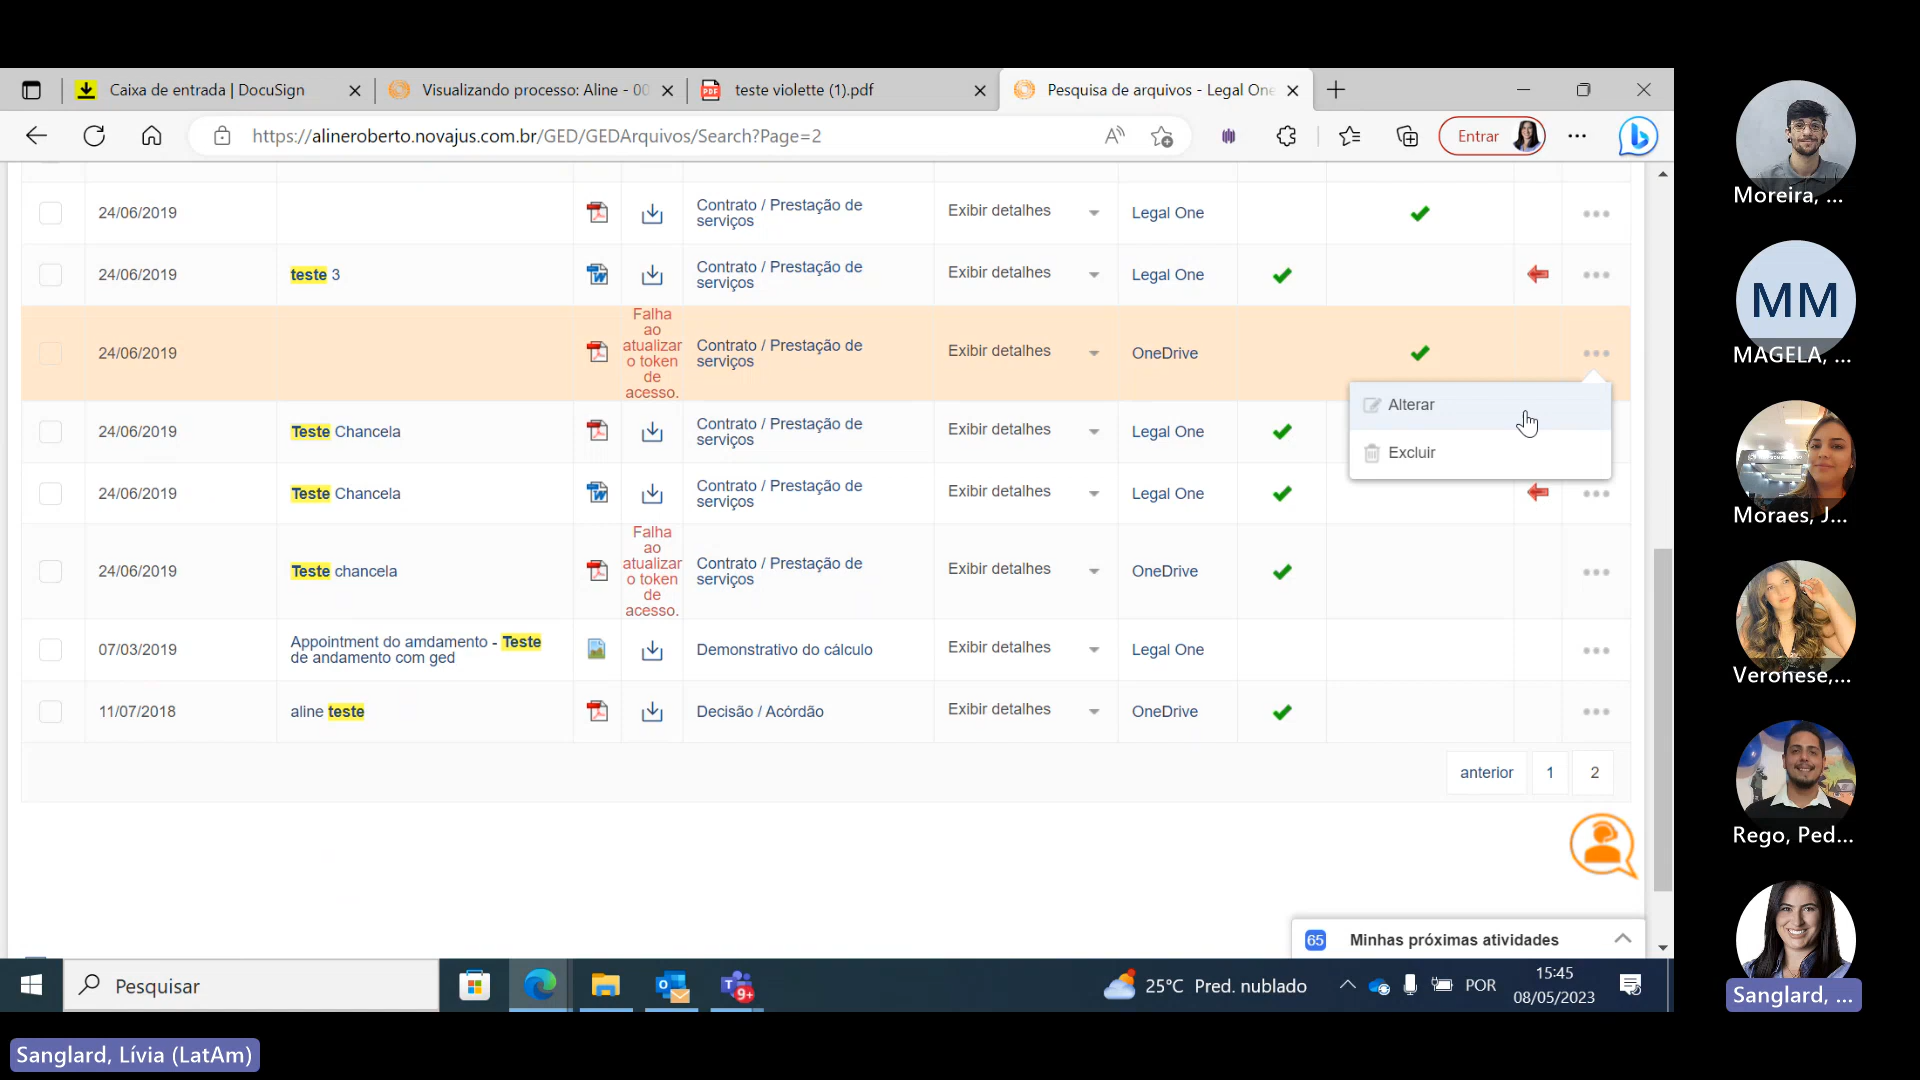 Caixa de entrada | DocuSign
Visualizando processo: Aline - 00
teste violette (1).pdf
Pesquisa de arquivos - Legal One
https://alineroberto.novajus.com.br/GED/GEDArquivos/Search?Page=2
Entrar
24/06/2019
Contrato / Prestação de
serviços
Exibir detalhes
Legal One
24/06/2019
teste 3
Contrato / Prestação de
serviços
Exibir detalhes
Legal One
24/06/2019
Falha
ao
atualizar
o token
de
acesso.
Contrato / Prestação de
serviços
Exibir detalhes
OneDrive
Alterar
Excluir
24/06/2019
Teste Chancela
Contrato / Prestação de
serviços
Exibir detalhes
Legal One
24/06/2019
Teste Chancela
Contrato / Prestação de
serviços
Exibir detalhes
Legal One
24/06/2019
Teste chancela
Falha
ao
atualizar
o token
de
acesso.
Contrato / Prestação de
serviços
Exibir detalhes
OneDrive
07/03/2019
Appointment do amdamento - Teste
de andamento com ged
Demonstrativo do cálculo
Exibir detalhes
Legal One
11/07/2018
aline teste
Decisão / Acórdão
Exibir detalhes
OneDrive
anterior
1
2
65
Minhas próximas atividades
Pesquisar
9+
25°C Pred. nublado
POR
15:45
08/05/2023
Moreira, ...
MM
MAGELA, ...
Moraes, J...
Veronese,...
Rego, Ped...
Sanglard, ...
Sanglard, Lívia (LatAm)